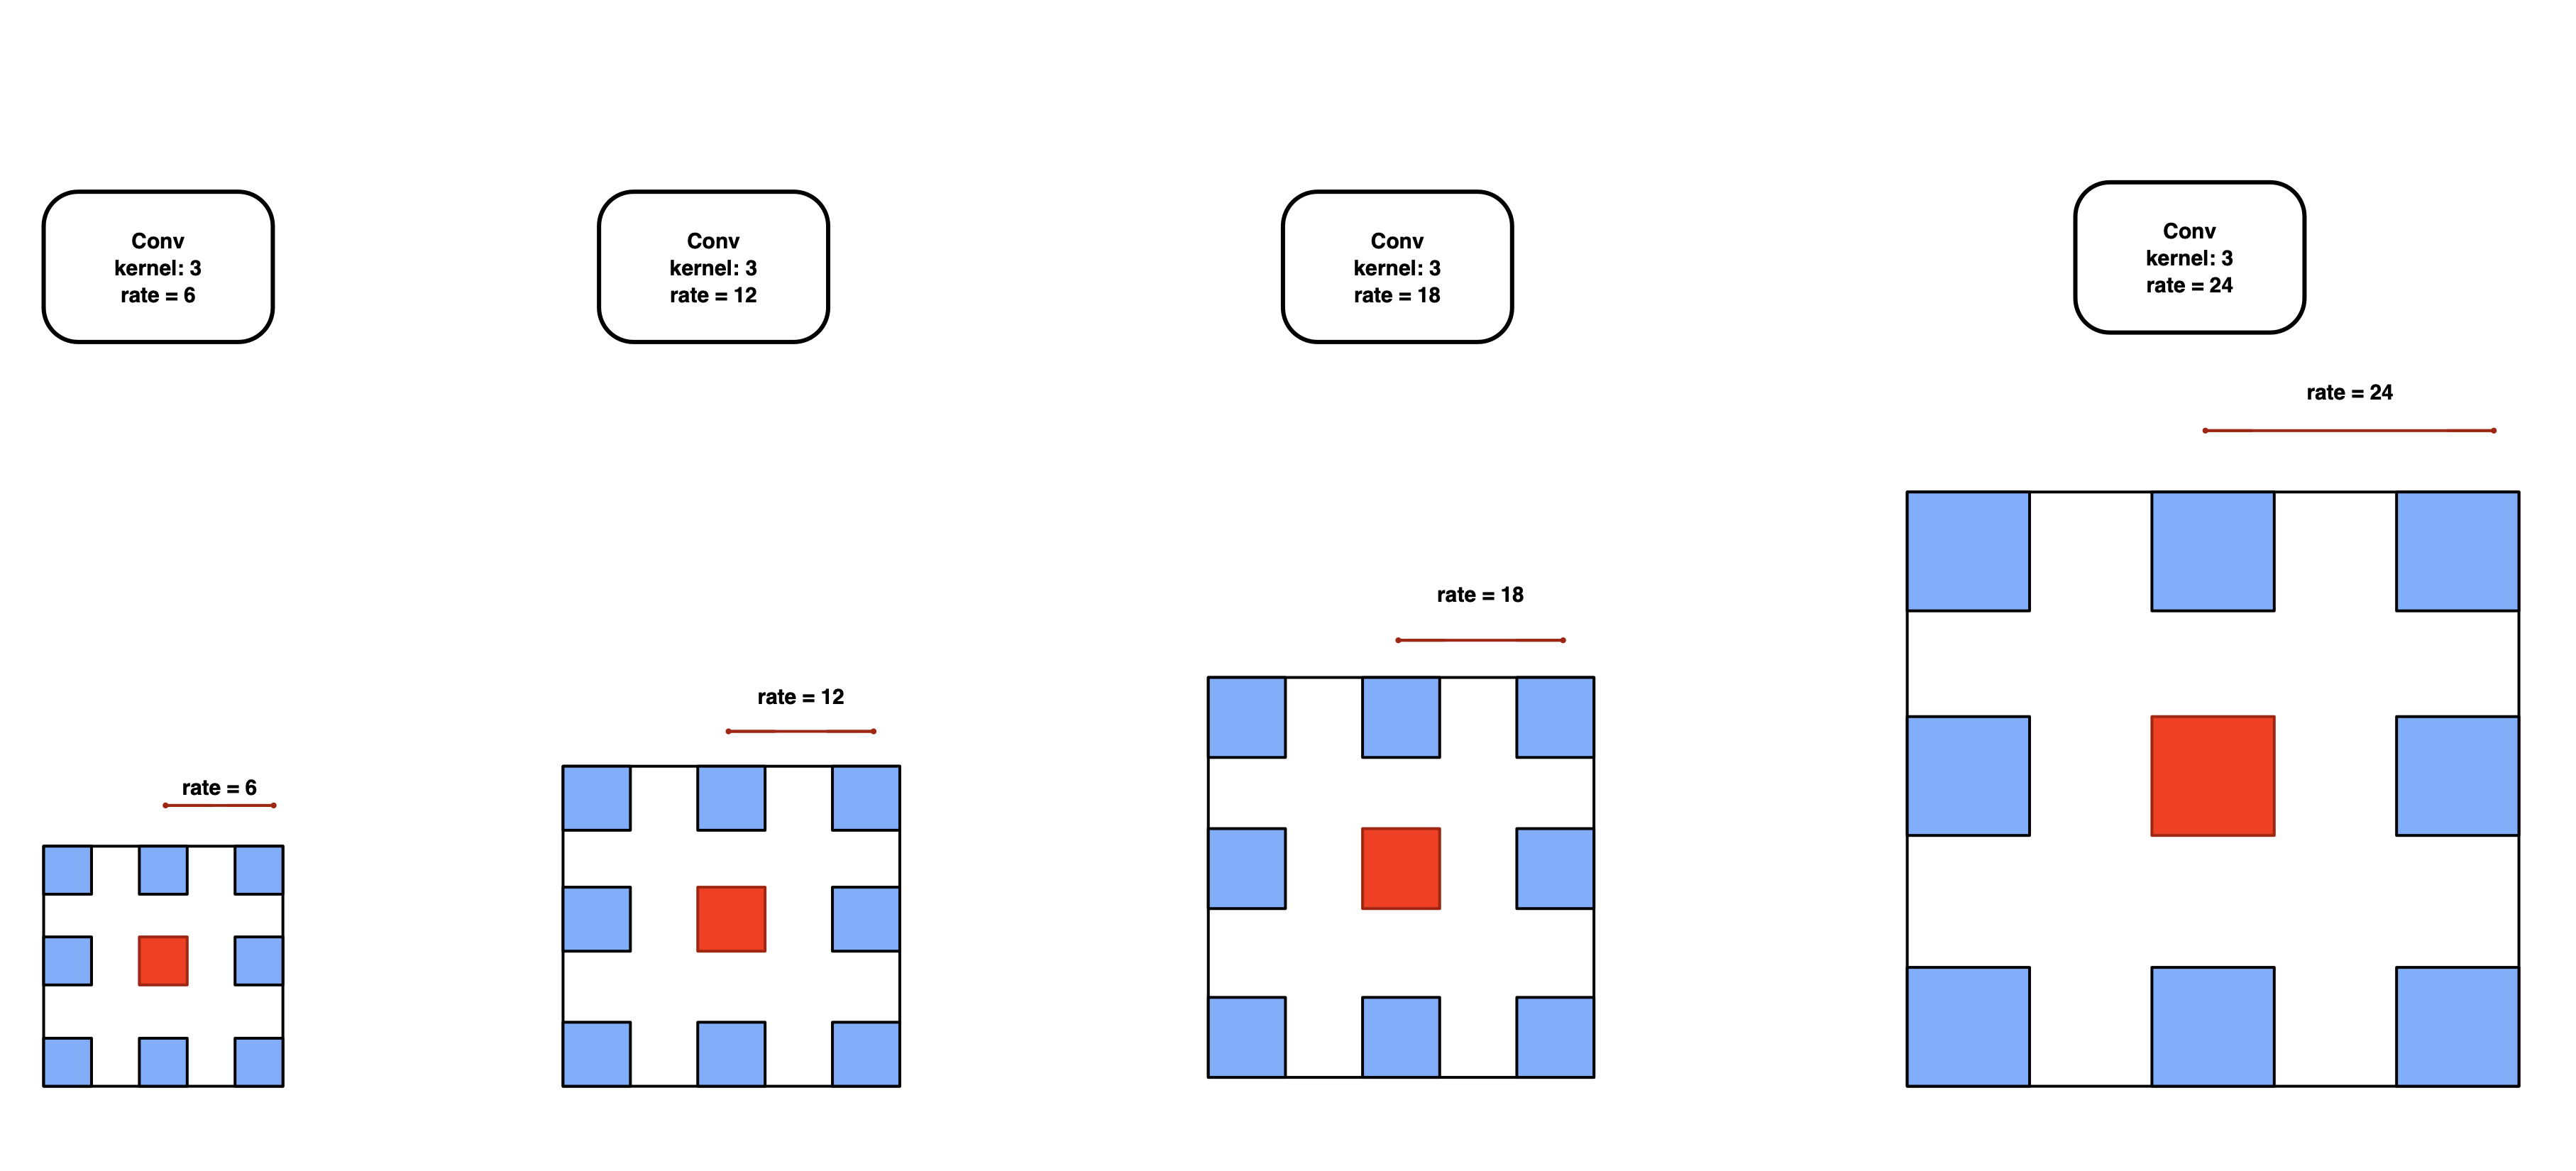 Conv
kernel: 3
rate = 6
Conv
kernel: 3
rate = 12
Conv
kernel: 3
rate = 18
Conv
kernel: 3
rate = 24
rate = 6
rate = 12
rate = 18
rate = 24